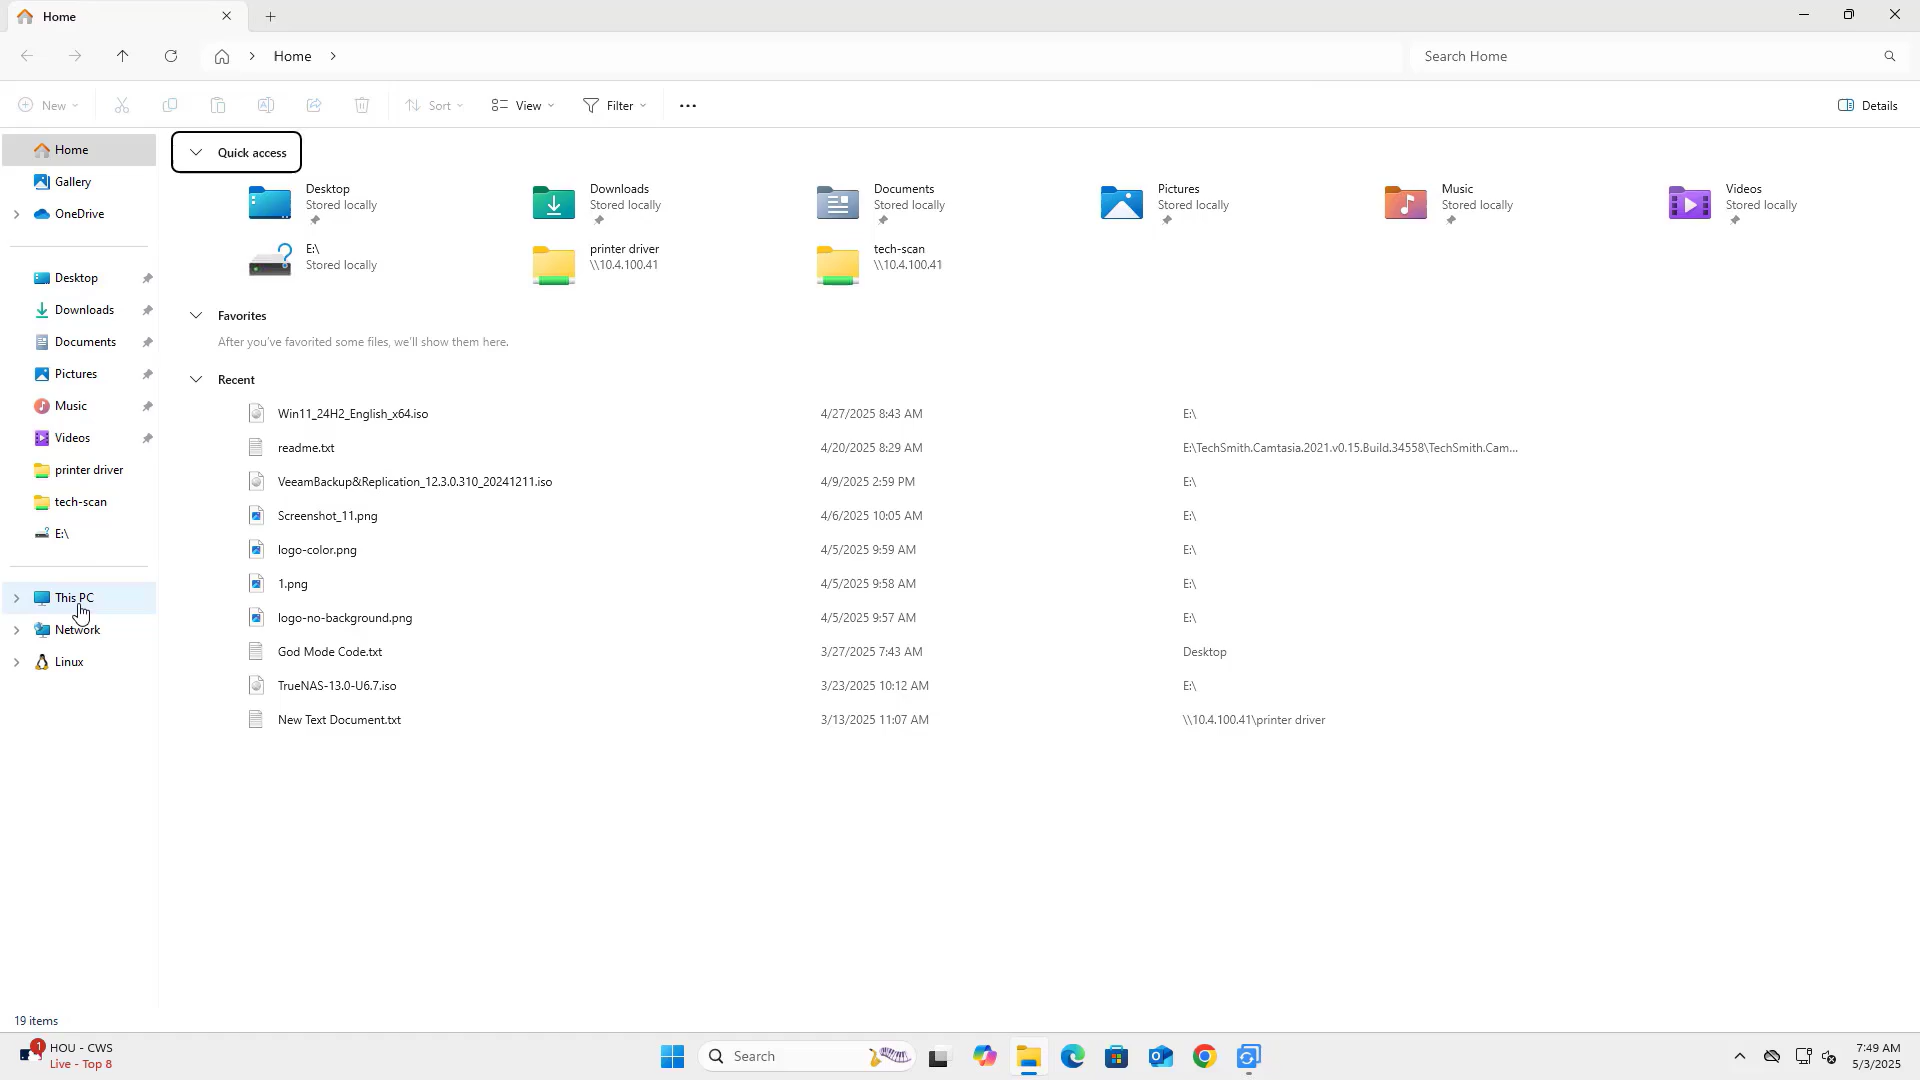 Home
Home
Search Home
New
Sort
View
Filter
Details
Home
Gallery
OneDrive
Desktop
Downloads
Documents
Pictures
Music
Videos
printer driver
tech-scan
E:\
This PC
Network
Linux
Quick access
Desktop
Stored locally
Downloads
Stored locally
Documents
Stored locally
Pictures
Stored locally
Music
Stored locally
Videos
Stored locally
E:\
Stored locally
printer driver
\\10.4.100.41
tech-scan
\\10.4.100.41
Favorites
After you've favorited some files, we'll show them here.
Recent
Win11_24H2_English_x64.iso 4/27/2025 8:43 AM E:\
readme.txt 4/20/2025 8:29 AM E:\TechSmith.Camtasia.2021.v0.15.Build.34558\TechSmith.Cam...
VeeamBackup&Replication_12.3.0.310_20241211.iso 4/9/2025 2:59 PM E:\
Screenshot_11.png 4/6/2025 10:05 AM E:\
logo-color.png 4/5/2025 9:59 AM E:\
1.png 4/5/2025 9:58 AM E:\
logo-no-background.png 4/5/2025 9:57 AM E:\
God Mode Code.txt 3/27/2025 7:43 AM Desktop
TrueNAS-13.0-U6.7.iso 3/23/2025 10:12 AM E:\
New Text Document.txt 3/13/2025 11:07 AM \\10.4.100.41\printer driver
19 items
1
HOU - CWS
Live - Top 8
Search
7:49 AM
5/3/2025